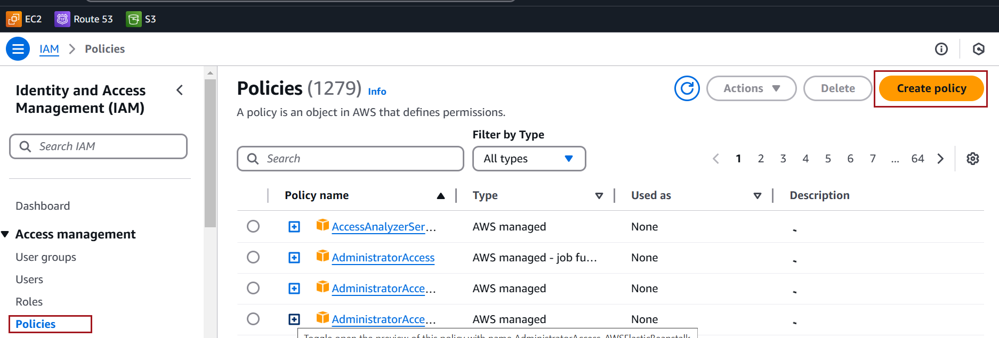 EC2 Route 53 S3
IAM Policies
Identity and Access
Management (IAM)
Search IAM
Dashboard
Access management
User groups
Users
Roles
Policies
Policies (1279) Info
Actions Delete Create policy
A policy is an object in AWS that defines permissions.
Filter by Type
Search All types 1 2 3 4 5 6 7 ... 64
Policy name Type Used as Description
AccessAnalyzerSer... AWS managed None -
AdministratorAccess AWS managed - job fu... None -
AdministratorAcce... AWS managed None -
AdministratorAcce... AWS managed None -
Toggle open the preview of this policy with name AdministratorAccess-AWSElasticBeanstalk